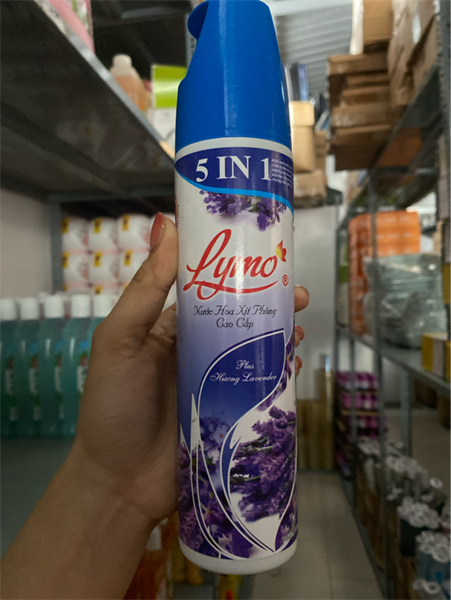 5 IN 1
Lymo®
Nước Hoa Xịt Phòng
Cao Cấp
Plus
Hương Lavender